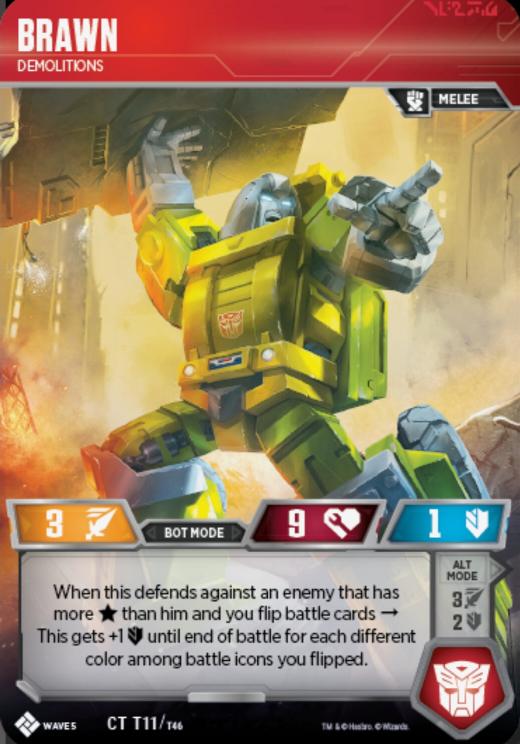 BRAWN
DEMOLITIONS
MELEE
3
BOT MODE
9
1
When this defends against an enemy that has
more ★ than him and you flip battle cards →
This gets +1 until end of battle for each different
color among battle icons you flipped.
ALT
MODE
3
2
WAVE 5
CT T11/T46
TM & © Hasbro. © Wizards.